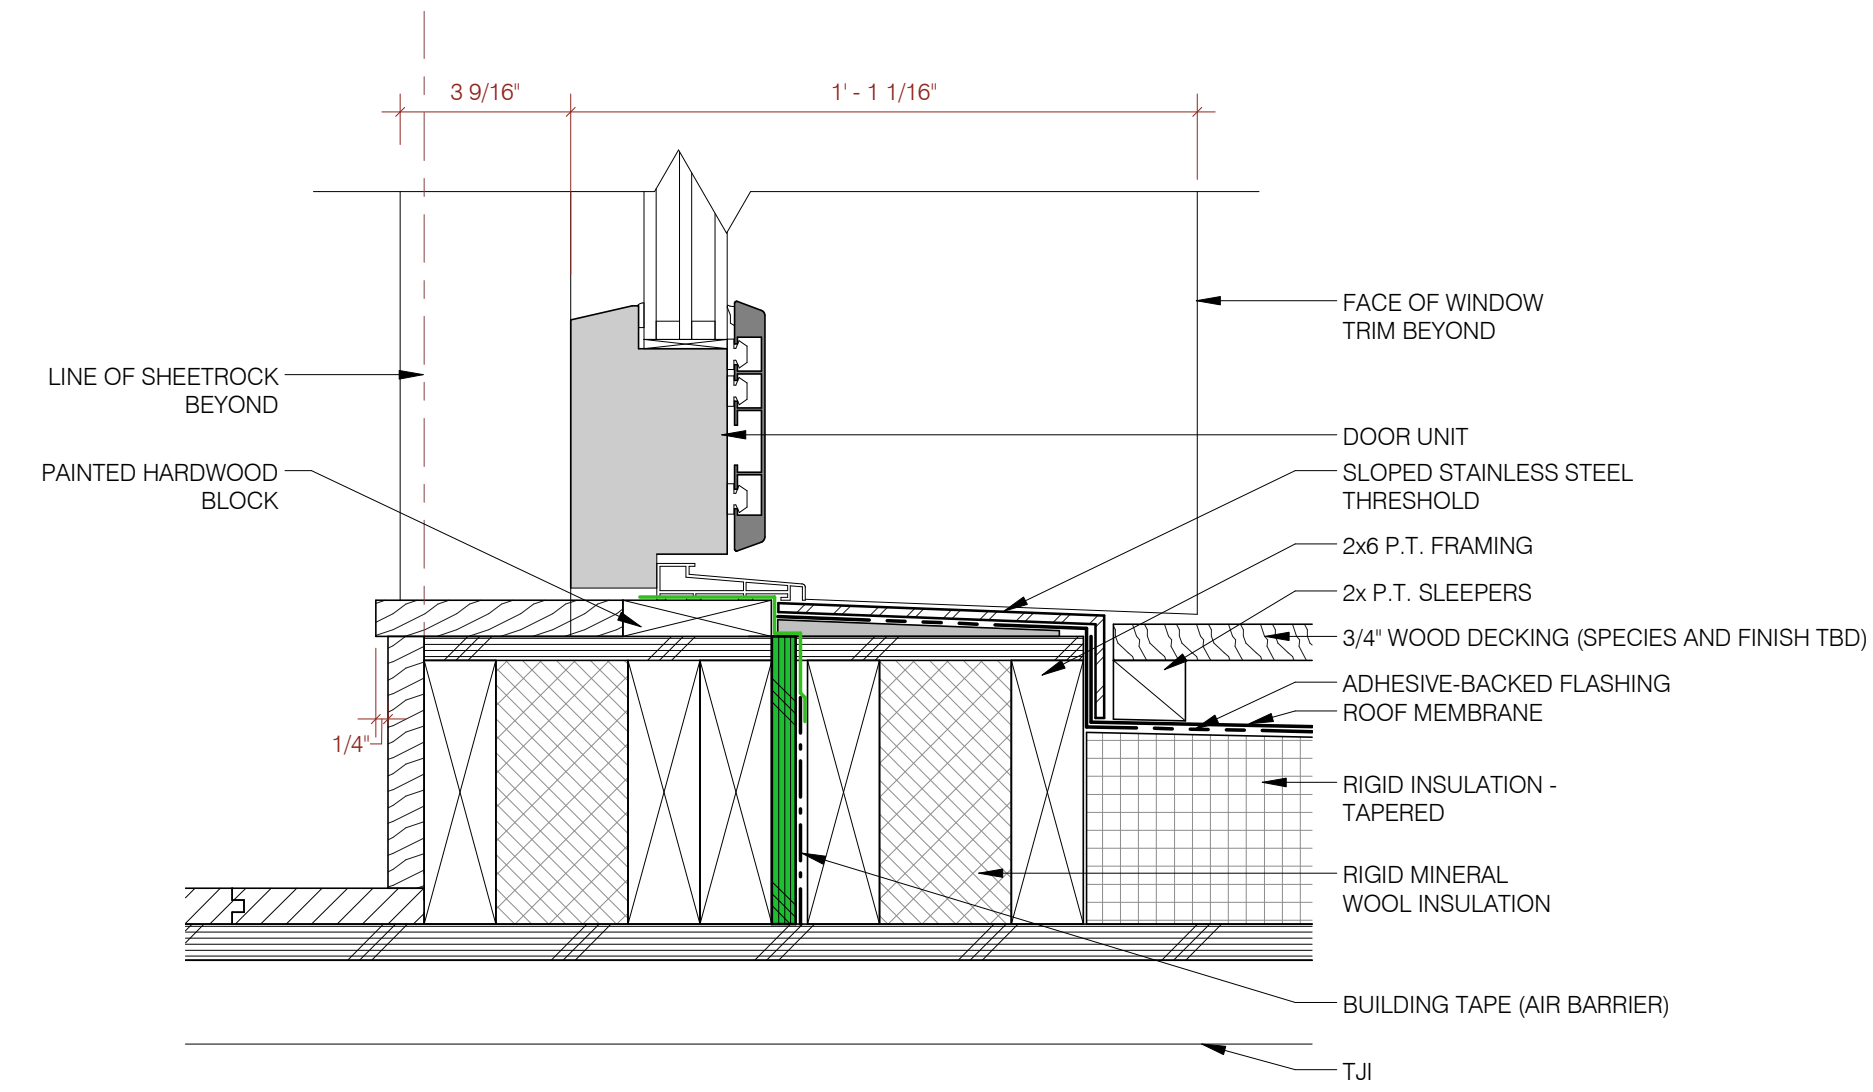 3 9/16"
1' - 1 1/16"
FACE OF WINDOW
TRIM BEYOND
LINE OF SHEETROCK
BEYOND
DOOR UNIT
PAINTED HARDWOOD
BLOCK
SLOPED STAINLESS STEEL
THRESHOLD
2x6 P.T. FRAMING
2x P.T. SLEEPERS
3/4" WOOD DECKING (SPECIES AND FINISH TBD)
ADHESIVE-BACKED FLASHING
ROOF MEMBRANE
1/4"
RIGID INSULATION -
TAPERED
RIGID MINERAL
WOOL INSULATION
BUILDING TAPE (AIR BARRIER)
TJI